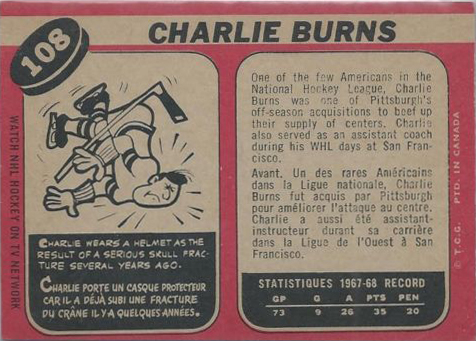 108
CHARLIE BURNS
WATCH NHL HOCKEY ON TV NETWORK
CHARLIE WEARS A HELMET AS THE
RESULT OF A SERIOUS SKULL FRAC-
TURE SEVERAL YEARS AGO.
CHARLIE PORTE UN CASQUE PROTECTEUR
CAR IL A DÉJÀ SUBI UNE FRACTURE
DU CRÂNE IL Y A QUELQUES ANNÉES.
One of the few Americans in the
National Hockey League, Charlie
Burns was one of Pittsburgh's
off-season acquisitions to beef up
their supply of centers. Charlie
also served as an assistant coach
during his WHL days at San Fran-
cisco.
Avant. Un des rares Américains
dans la Ligue nationale, Charlie
Burns fut acquis par Pittsburgh
pour améliorer l'attaque au centre.
Charlie a aussi été assistant-
instructeur durant sa carrière
dans la Ligue de l'Ouest à San
Francisco.
STATISTIQUES 1967-68 RECORD
GP G A PTS PEN
73 9 26 35 20
© T.C.G. PTD. IN CANADA